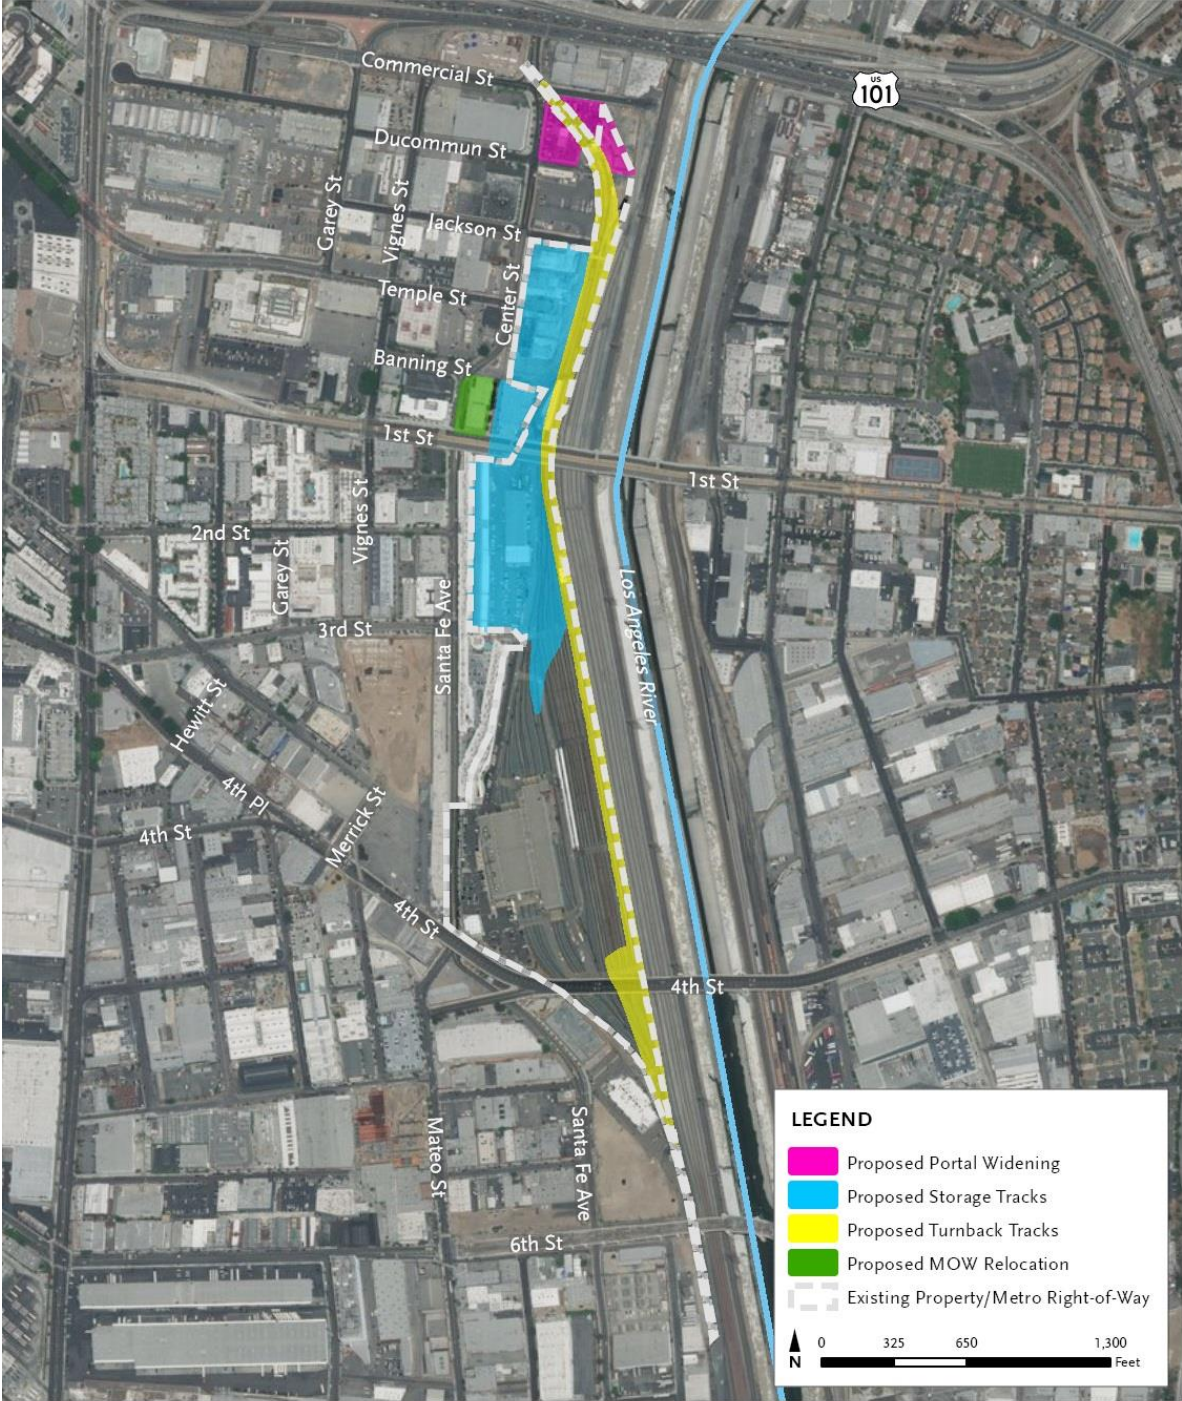 Commercial St
US
101
Ducommun St
Garey St
Vignes St
Jackson St
Center St
Temple St
Banning St
1st St
1st St
Vignes St
2nd St
Garey St
Los Angeles River
Santa Fe Ave
3rd St
Hewitt St
4th Pl
Merrick St
4th St
4th St
4th St
LEGEND
Proposed Portal Widening
Proposed Storage Tracks
Proposed Turnback Tracks
Proposed MOW Relocation
Existing Property/Metro Right-of-Way
N
0 325 650 1,300
Feet
Mateo St
Santa Fe Ave
6th St